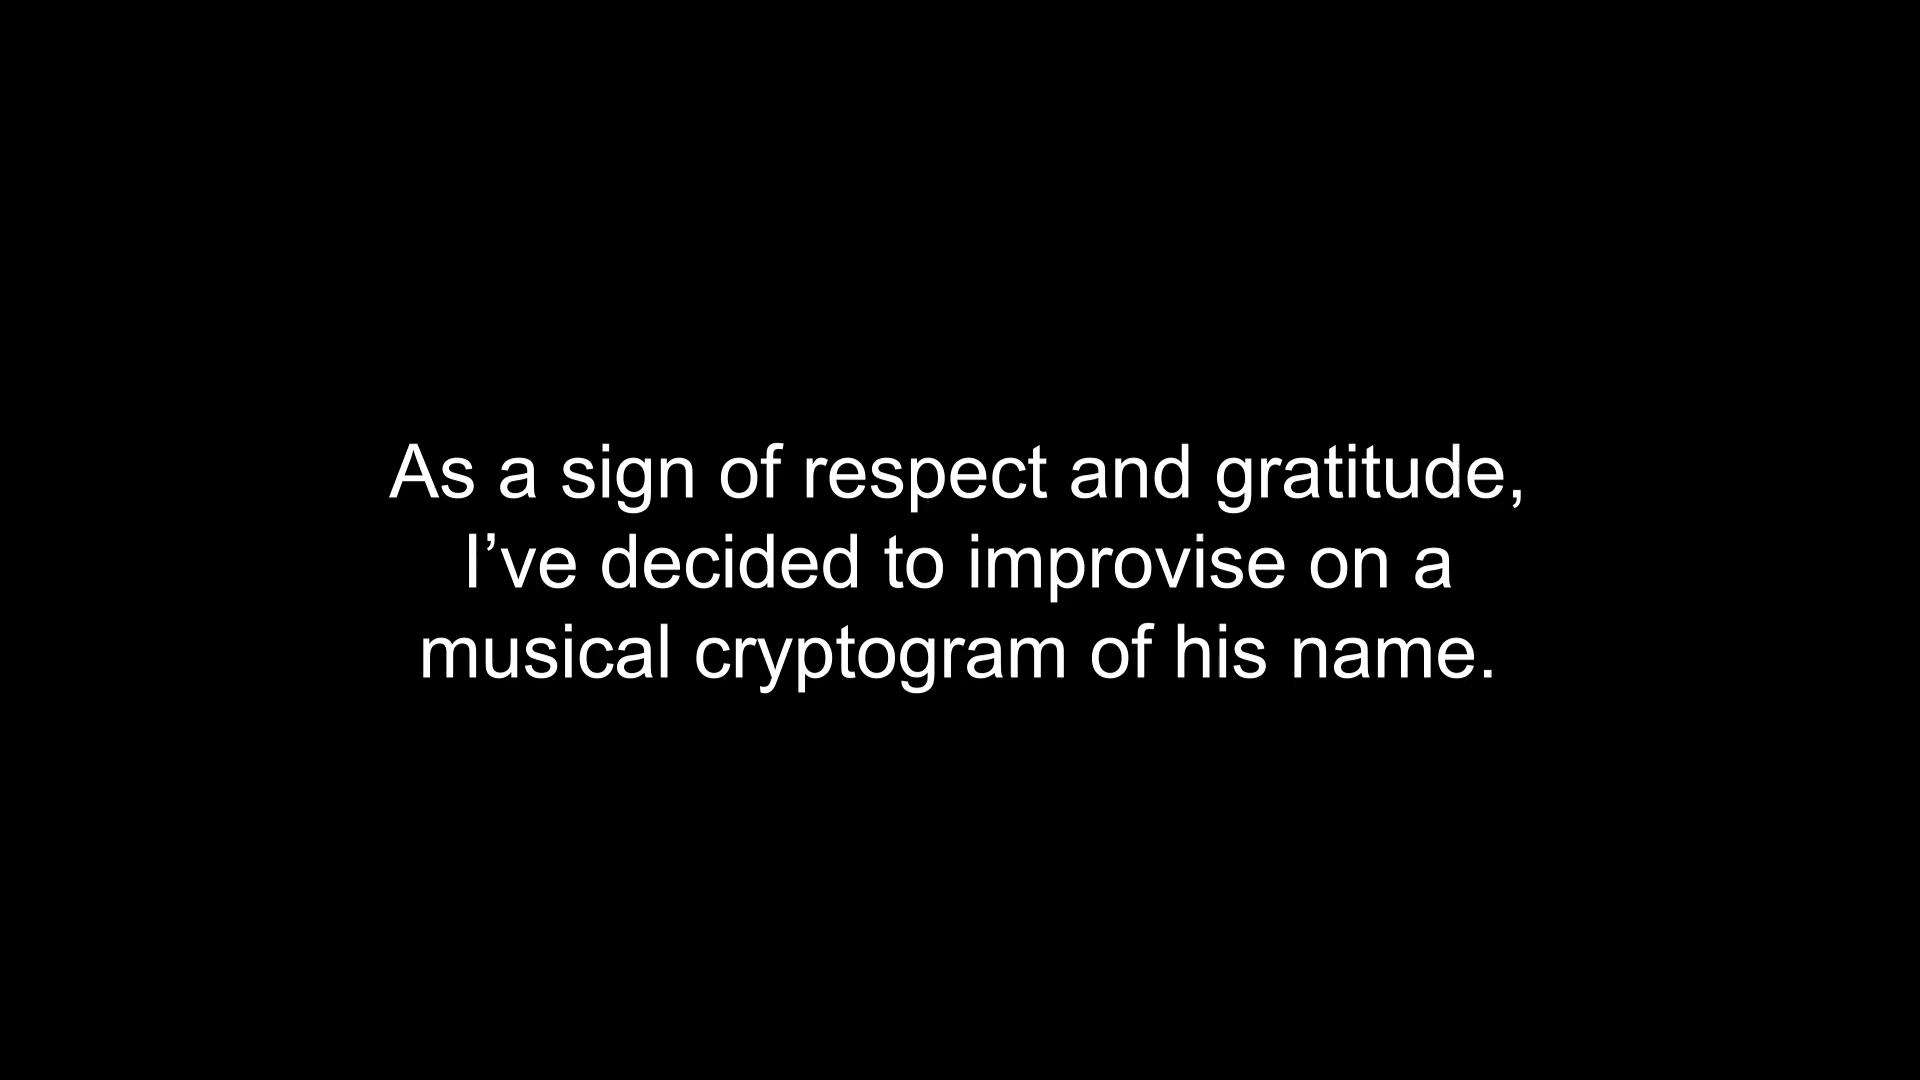 As a sign of respect and gratitude,
I’ve decided to improvise on a
musical cryptogram of his name.